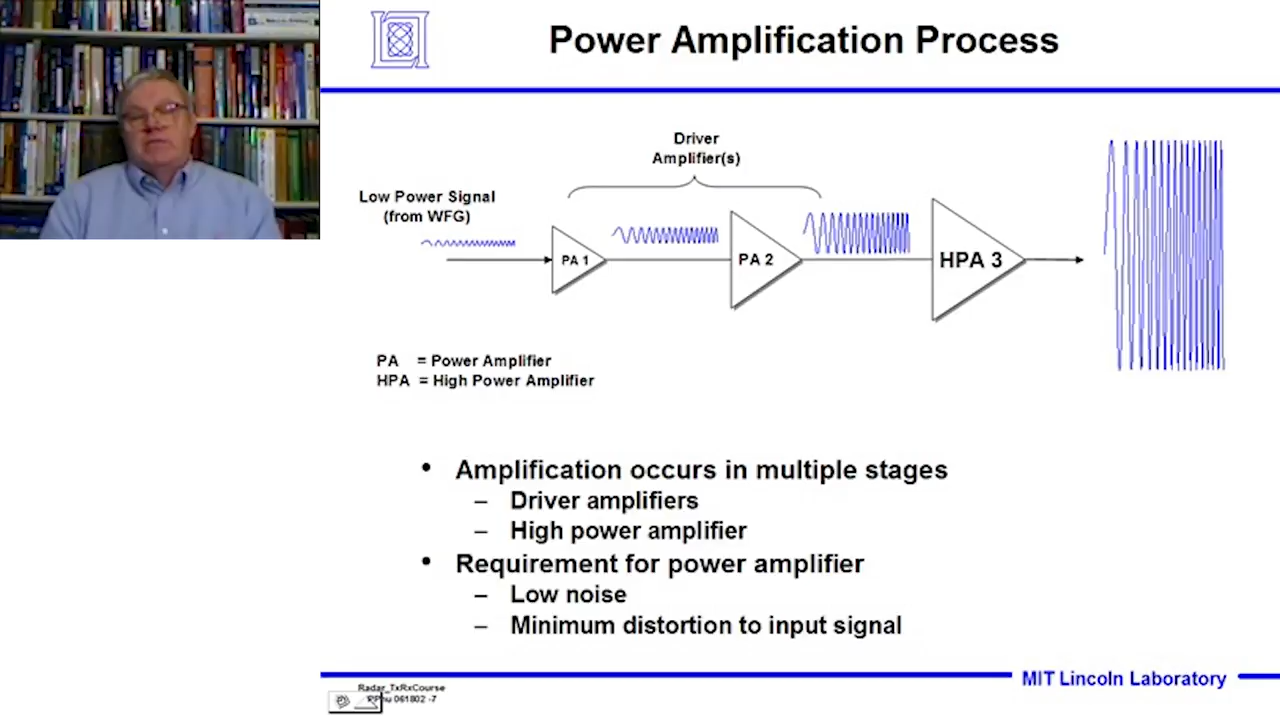 Power Amplification Process
Driver
Amplifier(s)
Low Power Signal
(from WFG)
PA 1
PA 2
HPA 3
PA = Power Amplifier
HPA = High Power Amplifier
• Amplification occurs in multiple stages
– Driver amplifiers
– High power amplifier
• Requirement for power amplifier
– Low noise
– Minimum distortion to input signal
MIT Lincoln Laboratory
Radar_TxRxCourse
061802 -7